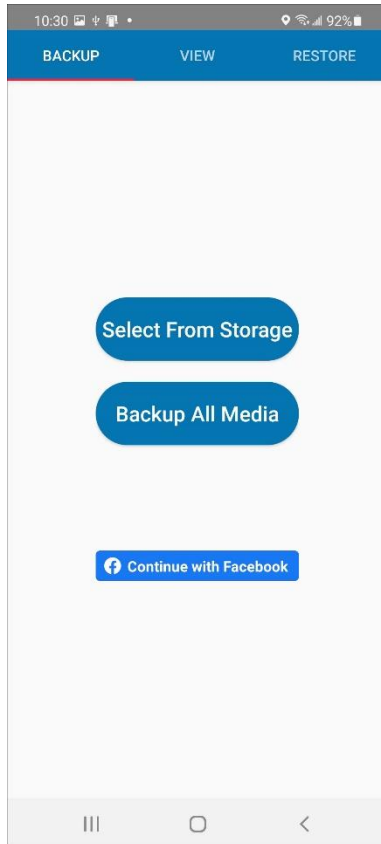 10:30 92%
BACKUP VIEW RESTORE
Select From Storage
Backup All Media
Continue with Facebook